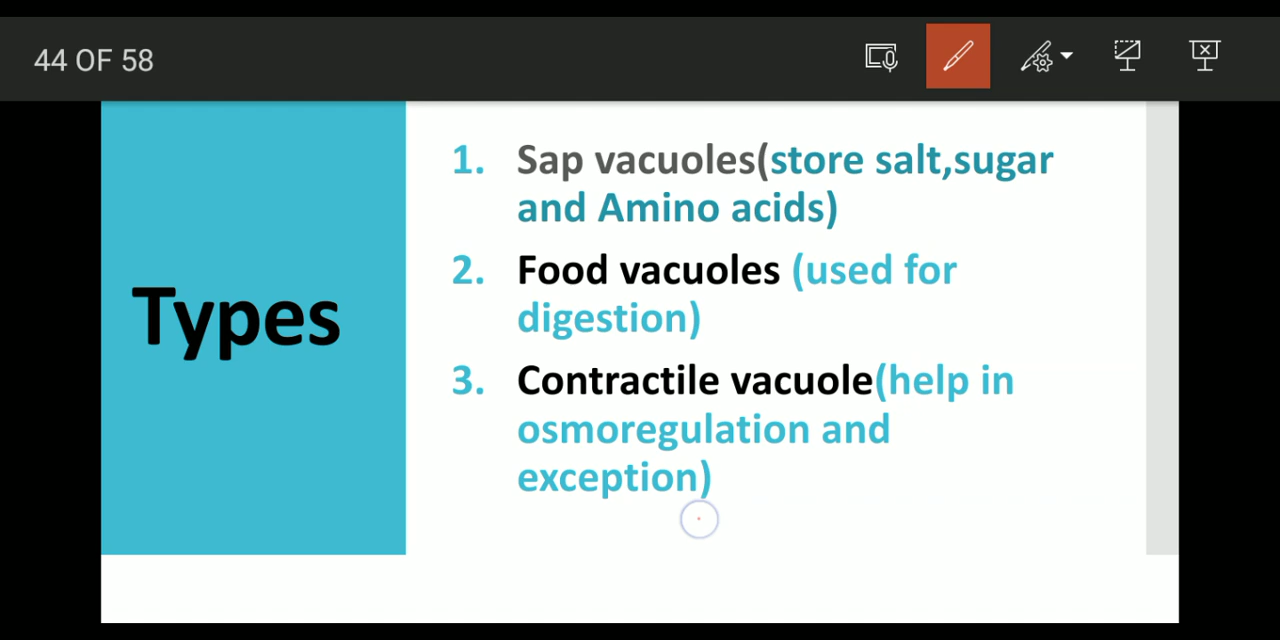 44 OF 58
Types
1. Sap vacuoles(store salt,sugar
and Amino acids)
2. Food vacuoles (used for
digestion)
3. Contractile vacuole(help in
osmoregulation and
exception)